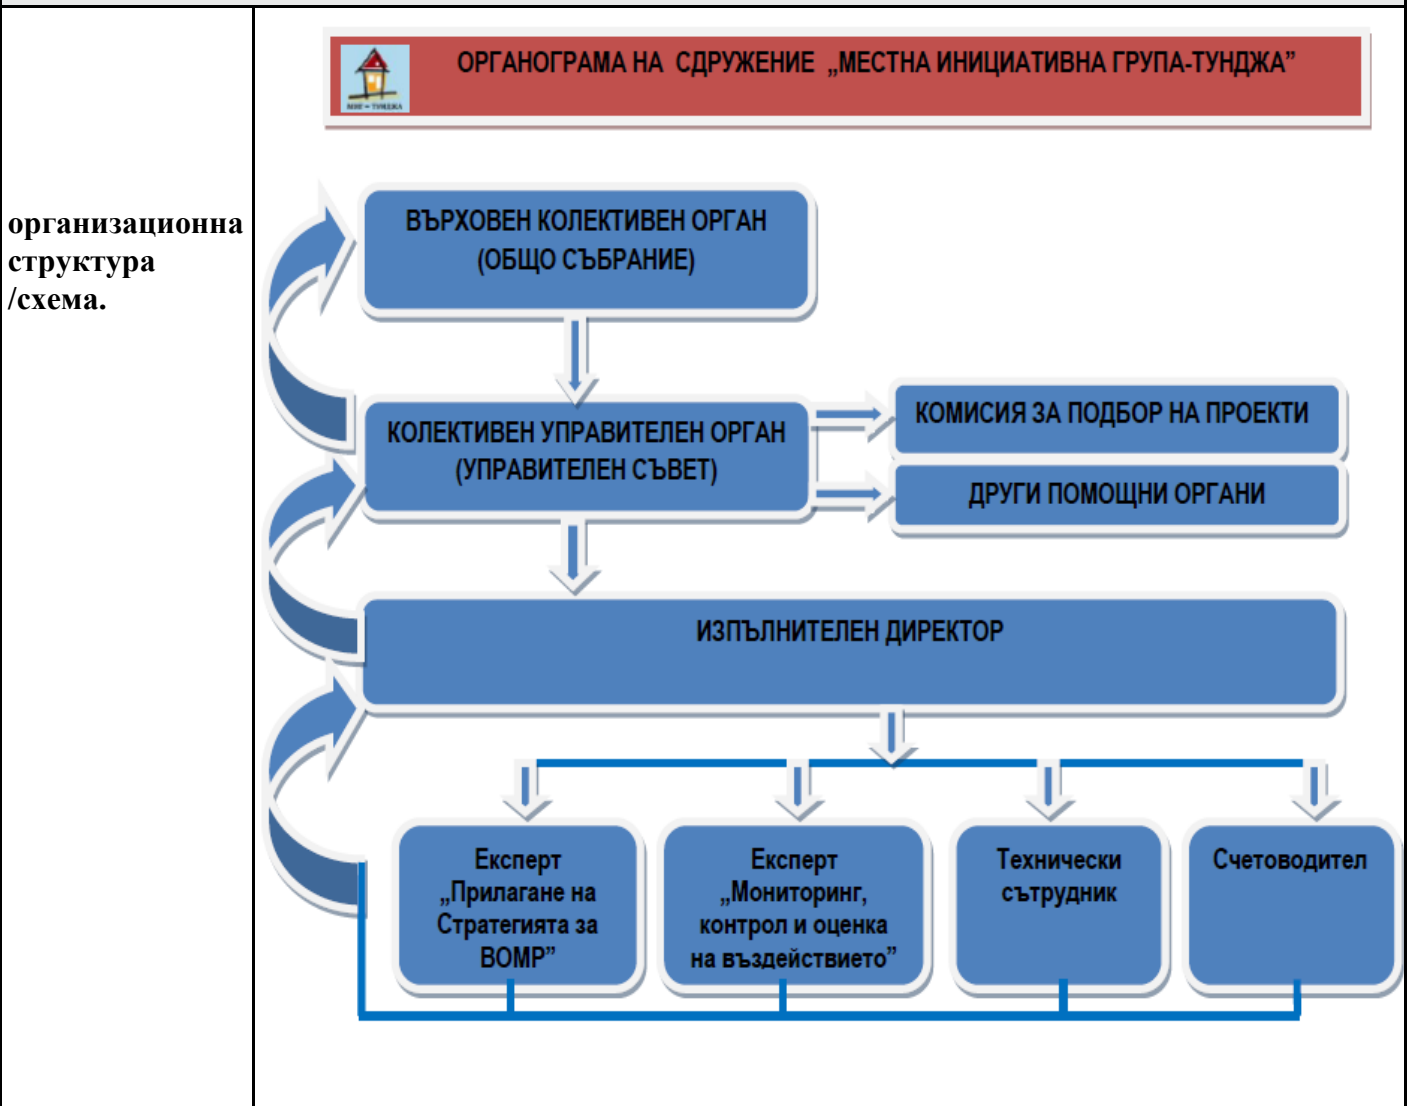 ОРГАНОГРАМА НА СДРУЖЕНИЕ „МЕСТНА ИНИЦИАТИВНА ГРУПА-ТУНДЖА”
МИГ – ТУНДЖА
организационна
структура
/схема.
ВЪРХОВЕН КОЛЕКТИВЕН ОРГАН
(ОБЩО СЪБРАНИЕ)
КОЛЕКТИВЕН УПРАВИТЕЛЕН ОРГАН
(УПРАВИТЕЛЕН СЪВЕТ)
КОМИСИЯ ЗА ПОДБОР НА ПРОЕКТИ
ДРУГИ ПОМОЩНИ ОРГАНИ
ИЗПЪЛНИТЕЛЕН ДИРЕКТОР
Експерт
„Прилагане на
Стратегията за
ВОМР”
Експерт
„Мониторинг,
контрол и оценка
на въздействието”
Технически
сътрудник
Счетоводител